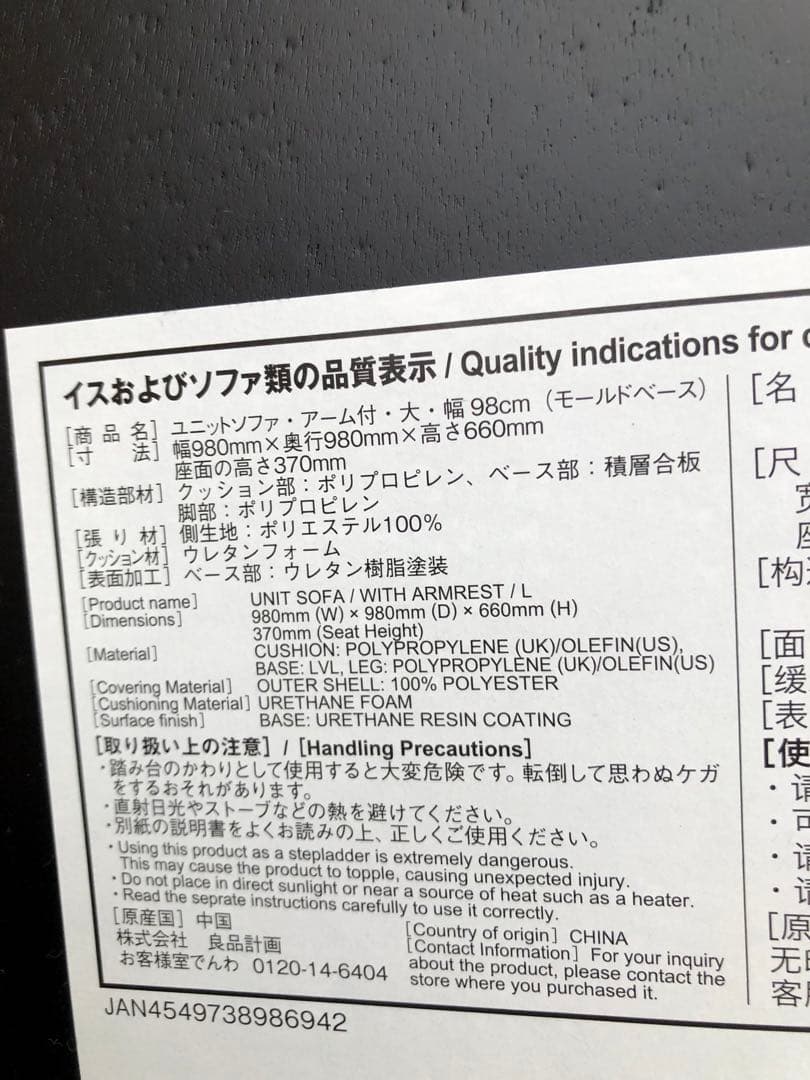 イスおよびソファ類の品質表示 / Quality indications for
[商 品 名] ユニットソファ・アーム付・大・幅 98cm（モールドベース）
[寸　　法] 幅980mm×奥行980mm×高さ660mm
座面の高さ370mm
[構造部材] クッション部：ポリプロピレン、ベース部：積層合板
脚部：ポリプロピレン
[張 り 材] 側生地：ポリエステル100%
[クッション材] ウレタンフォーム
[表面加工] ベース部：ウレタン樹脂塗装
[Product name] UNIT SOFA / WITH ARMREST / L
[Dimensions] 980mm (W) × 980mm (D) × 660mm (H)
370mm (Seat Height)
[Material] CUSHION: POLYPROPYLENE (UK)/OLEFIN(US),
BASE: LVL, LEG: POLYPROPYLENE (UK)/OLEFIN(US)
[Covering Material] OUTER SHELL: 100% POLYESTER
[Cushioning Material] URETHANE FOAM
[Surface finish] BASE: URETHANE RESIN COATING
[取り扱い上の注意] / [Handling Precautions]
・踏み台のかわりとして使用すると大変危険です。転倒して思わぬケガ
をするおそれがあります。
・直射日光やストーブなどの熱を避けてください。
・別紙の説明書をよくお読みの上、正しくご使用ください。
・Using this product as a stepladder is extremely dangerous.
This may cause the product to topple, causing unexpected injury.
・Do not place in direct sunlight or near a source of heat such as a heater.
・Read the seprate instructions carefully to use it correctly.
[原産国] 中国
株式会社　良品計画
お客様室でんわ 0120-14-6404
[Country of origin] CHINA
[Contact Information] For your inquiry
about the product, please contact the
store where you purchased it.
JAN4549738986942
[名
[尺
[构
[面
[缓
[表
[使
・请
・可
・请
・请
[原
无
客